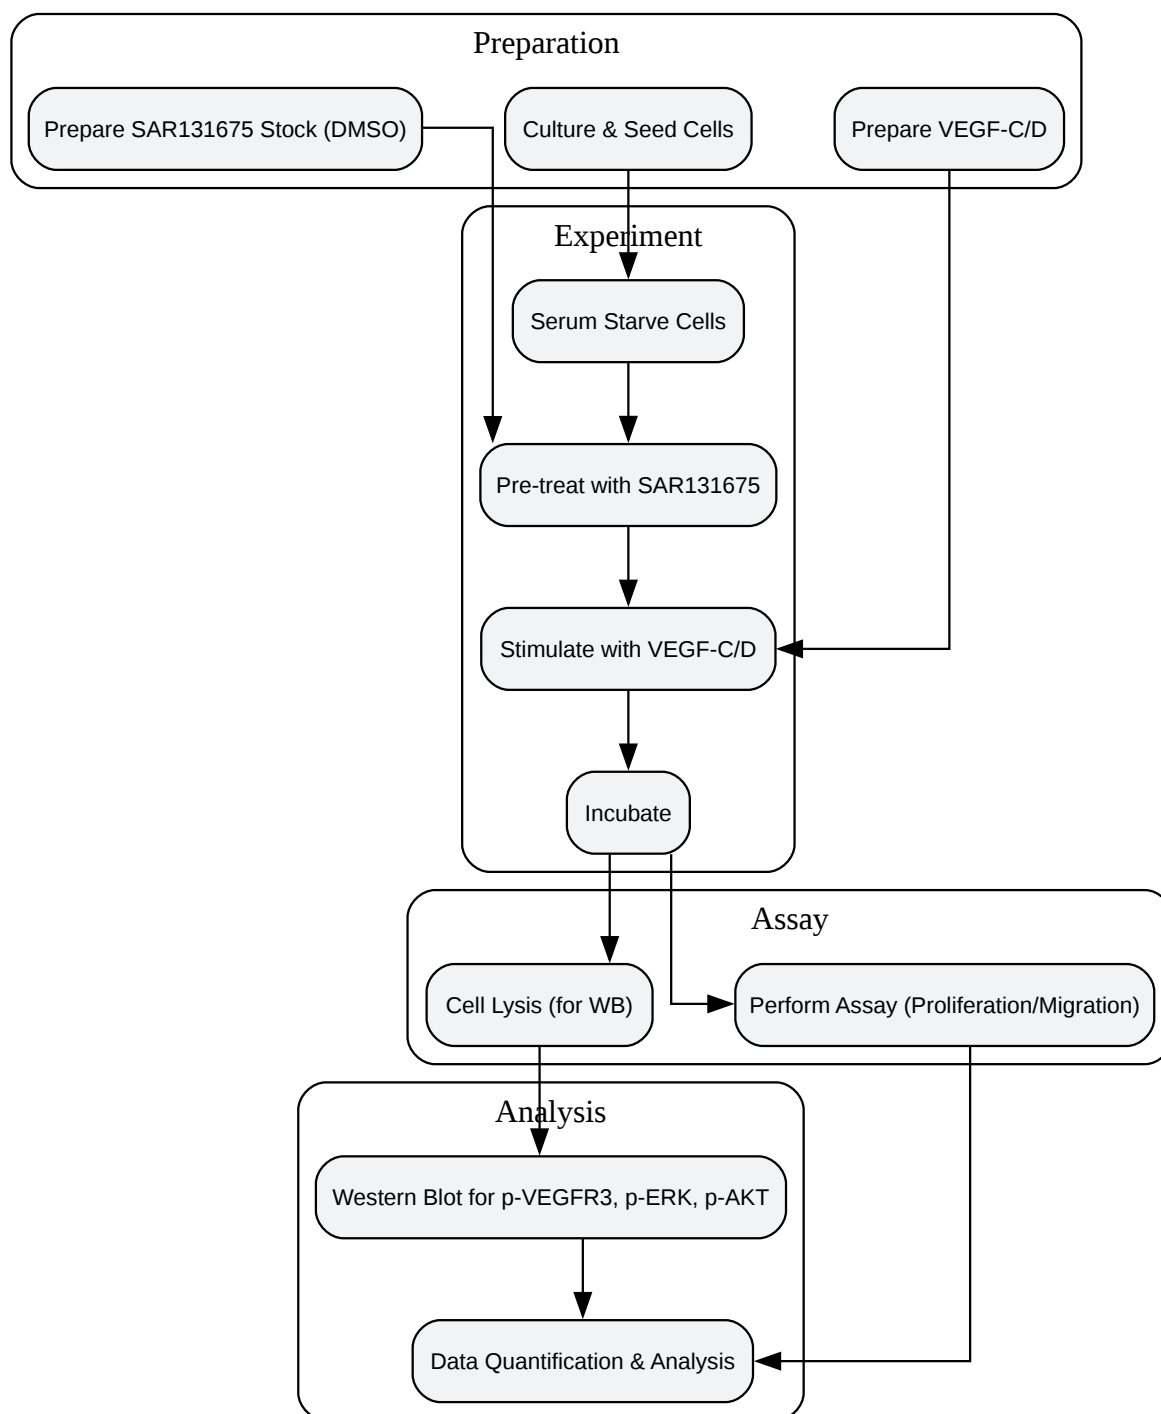 Preparation
Prepare SAR131675 Stock (DMSO)
Culture & Seed Cells
Prepare VEGF-C/D
Experiment
Serum Starve Cells
Pre-treat with SAR131675
Stimulate with VEGF-C/D
Incubate
Assay
Cell Lysis (for WB)
Perform Assay (Proliferation/Migration)
Analysis
Western Blot for p-VEGFR3, p-ERK, p-AKT
Data Quantification & Analysis